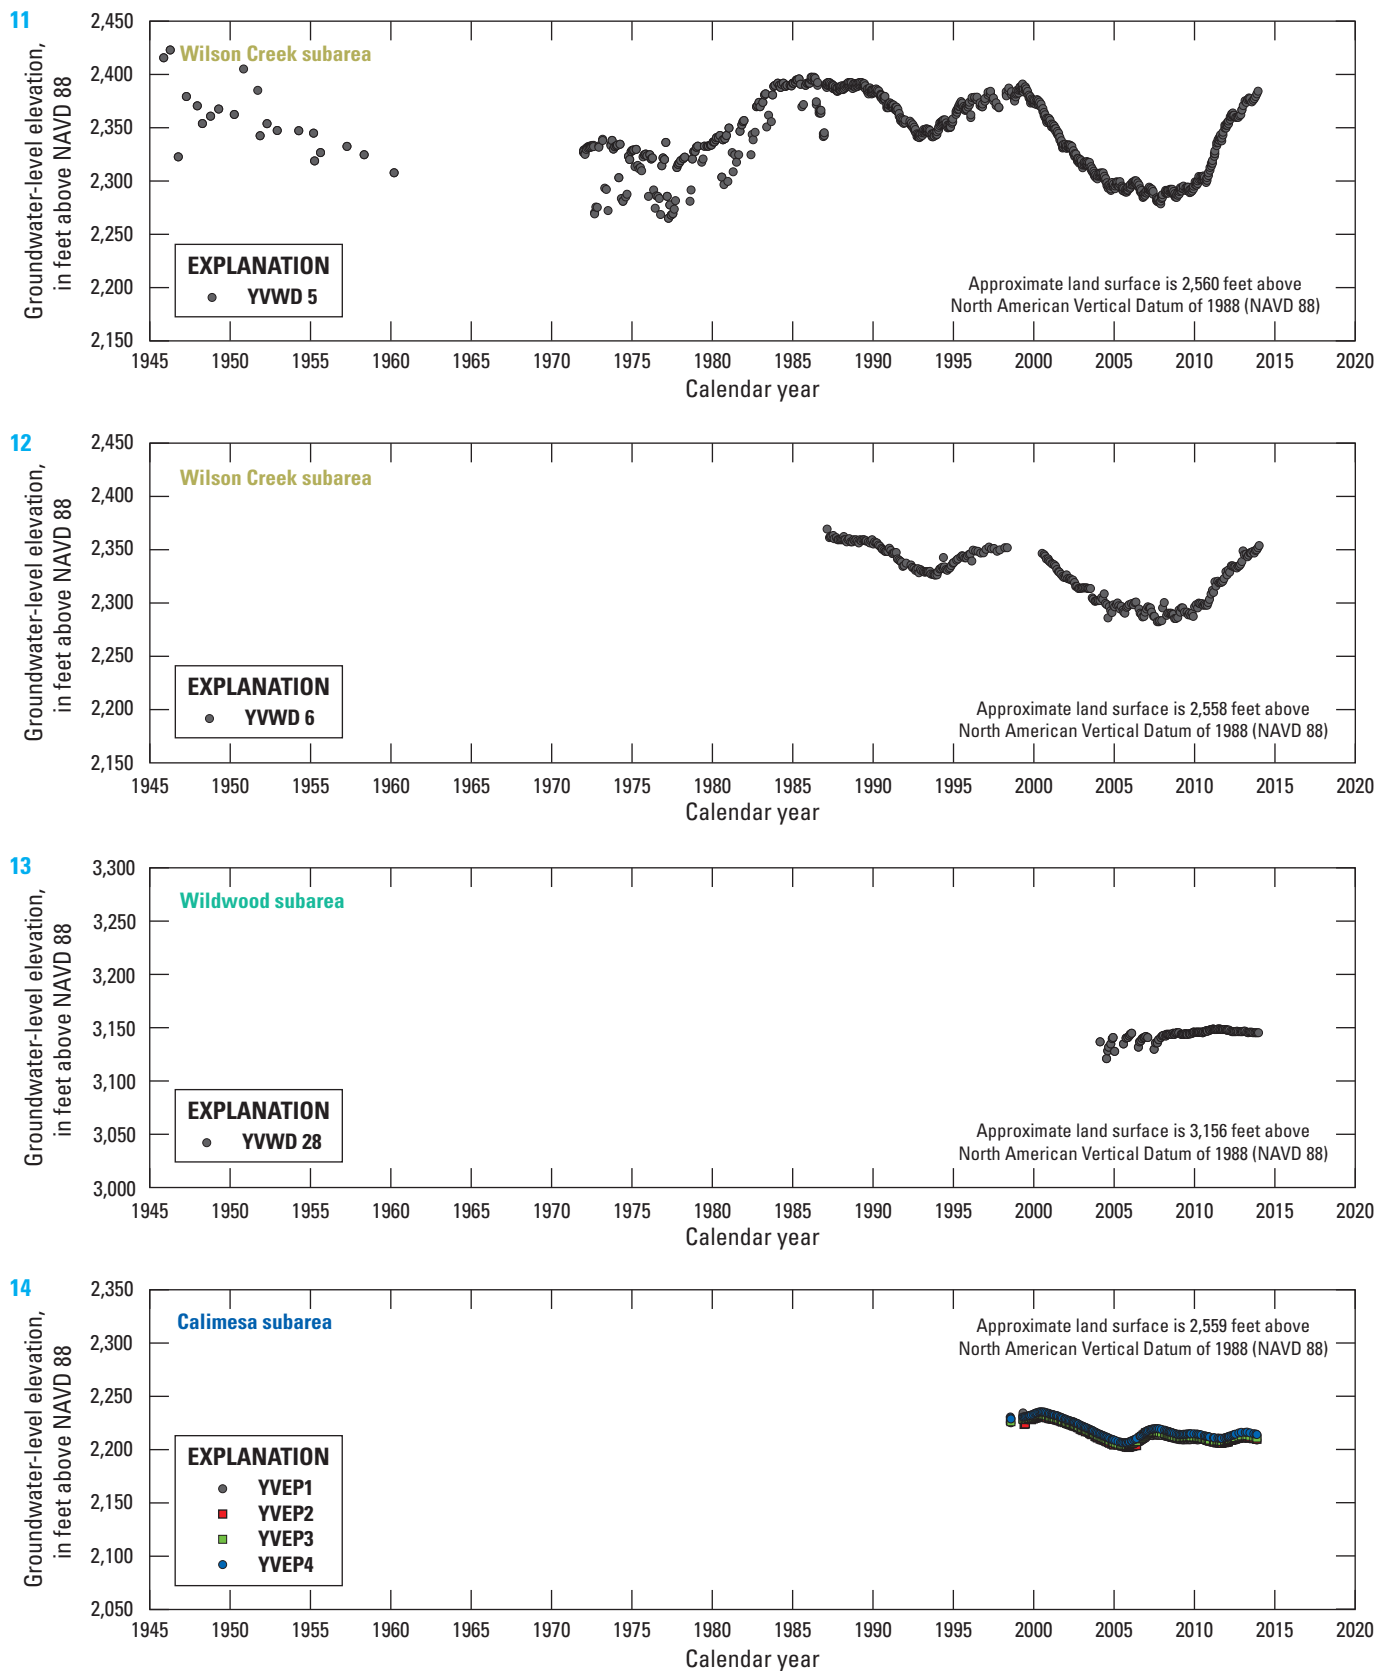 11
Groundwater-level elevation,
in feet above NAVD 88
2,450
2,400
2,350
2,300
2,250
2,200
2,150
Wilson Creek subarea
EXPLANATION
YVWD 5
Approximate land surface is 2,560 feet above
North American Vertical Datum of 1988 (NAVD 88)
1945 1950 1955 1960 1965 1970 1975 1980 1985 1990 1995 2000 2005 2010 2015 2020
Calendar year
12
Groundwater-level elevation,
in feet above NAVD 88
2,450
2,400
2,350
2,300
2,250
2,200
2,150
Wilson Creek subarea
EXPLANATION
YVWD 6
Approximate land surface is 2,558 feet above
North American Vertical Datum of 1988 (NAVD 88)
1945 1950 1955 1960 1965 1970 1975 1980 1985 1990 1995 2000 2005 2010 2015 2020
Calendar year
13
Groundwater-level elevation,
in feet above NAVD 88
3,300
3,250
3,200
3,150
3,100
3,050
3,000
Wildwood subarea
EXPLANATION
YVWD 28
Approximate land surface is 3,156 feet above
North American Vertical Datum of 1988 (NAVD 88)
1945 1950 1955 1960 1965 1970 1975 1980 1985 1990 1995 2000 2005 2010 2015 2020
Calendar year
14
Groundwater-level elevation,
in feet above NAVD 88
2,350
2,300
2,250
2,200
2,150
2,100
2,050
Calimesa subarea
Approximate land surface is 2,559 feet above
North American Vertical Datum of 1988 (NAVD 88)
EXPLANATION
YVEP1
YVEP2
YVEP3
YVEP4
1945 1950 1955 1960 1965 1970 1975 1980 1985 1990 1995 2000 2005 2010 2015 2020
Calendar year